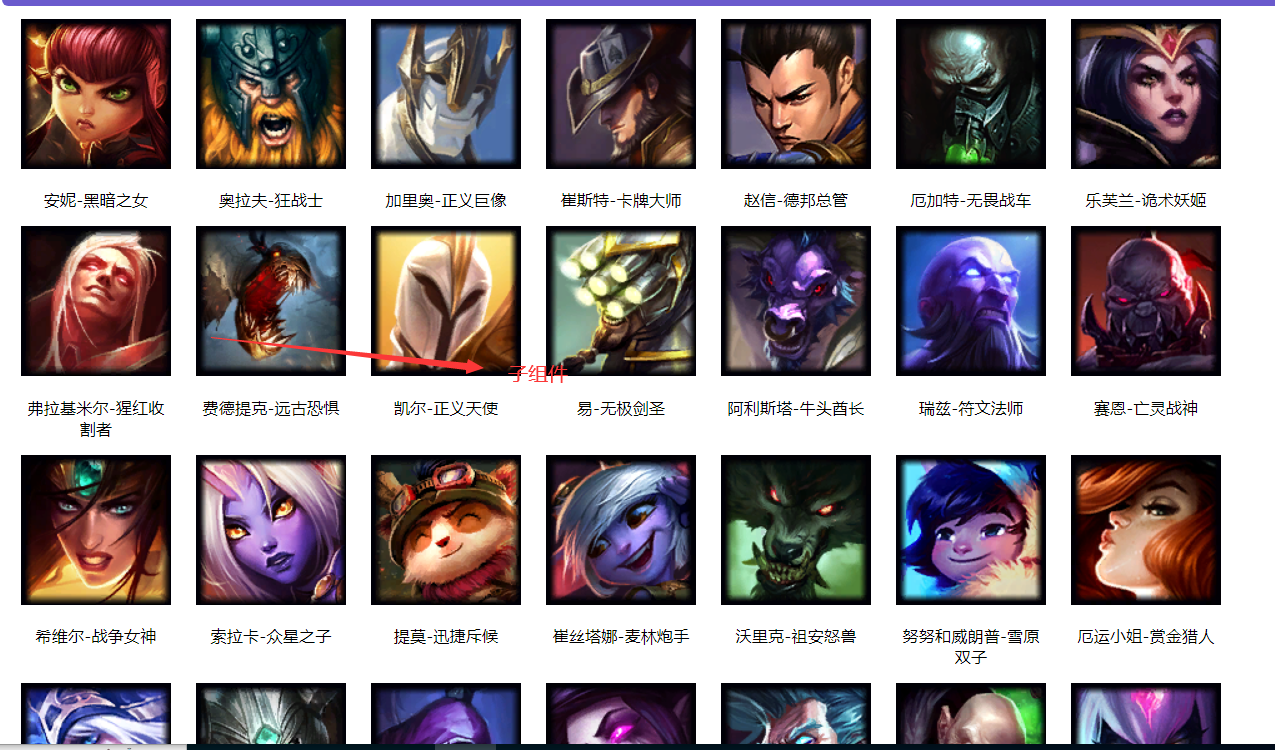 安妮-黑暗之女
奥拉夫-狂战士
加里奥-正义巨像
崔斯特-卡牌大师
赵信-德邦总管
厄加特-无畏战车
乐芙兰-诡术妖姬
子组件
弗拉基米尔-猩红收
割者
费德提克-远古恐惧
凯尔-正义天使
易-无极剑圣
阿利斯塔-牛头酋长
瑞兹-符文法师
赛恩-亡灵战神
希维尔-战争女神
索拉卡-众星之子
提莫-迅捷斥候
崔丝塔娜-麦林炮手
沃里克-祖安怒兽
努努和威朗普-雪原
双子
厄运小姐-赏金猎人